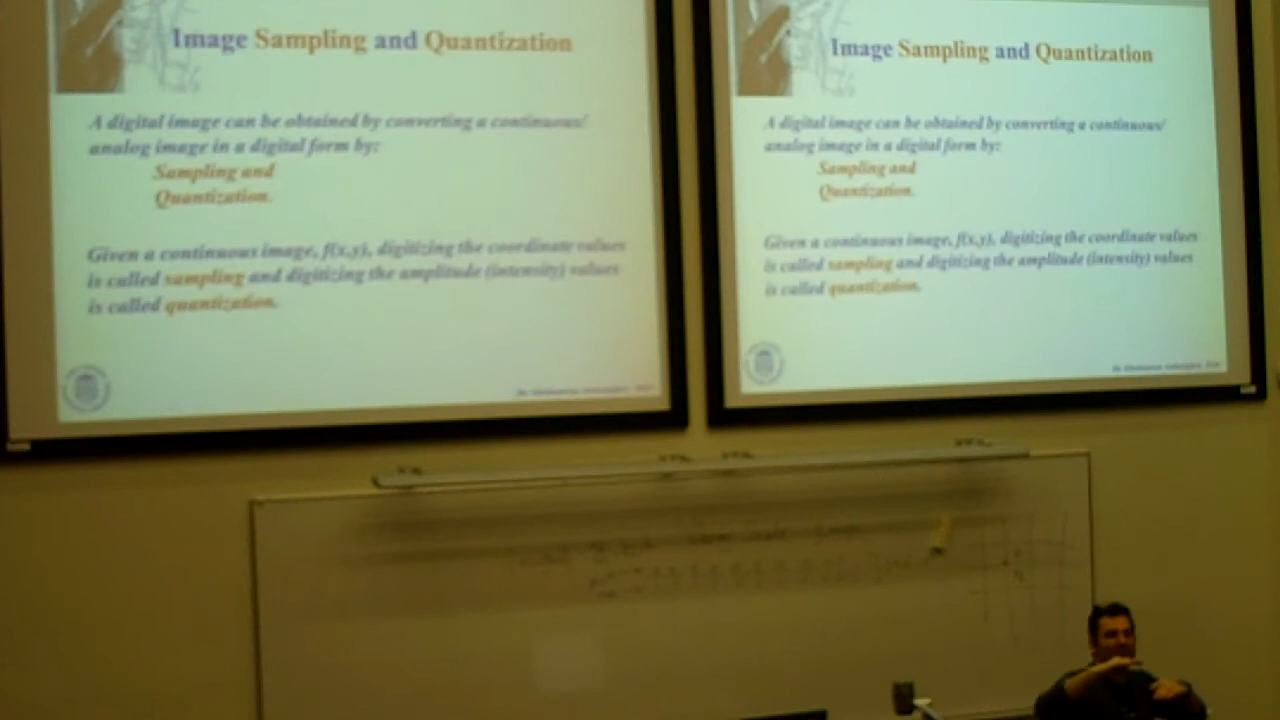 Image Sampling and Quantization
A digital image can be obtained by converting a continuous/
analog image in a digital form by:
Sampling and
Quantization.
Given a continuous image, f(x,y), digitizing the coordinate values
is called sampling and digitizing the amplitude (intensity) values
is called quantization.
Image Sampling and Quantization
A digital image can be obtained by converting a continuous/
analog image in a digital form by:
Sampling and
Quantization.
Given a continuous image, f(x,y), digitizing the coordinate values
is called sampling and digitizing the amplitude (intensity) values
is called quantization.